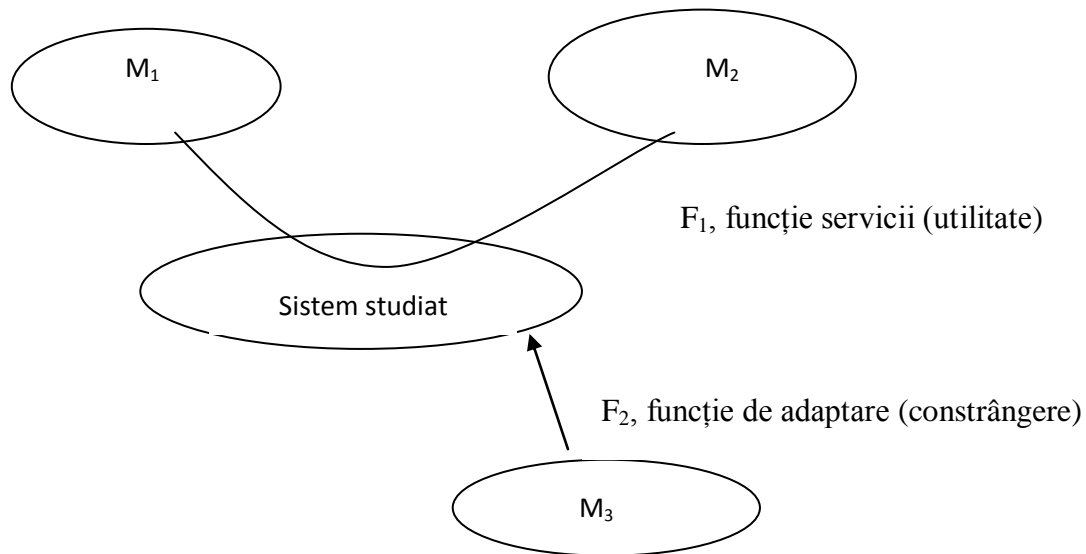 M₁
M₂
F₁, funcție servicii (utilitate)
Sistem studiat
F₂, funcție de adaptare (constrângere)
M₃